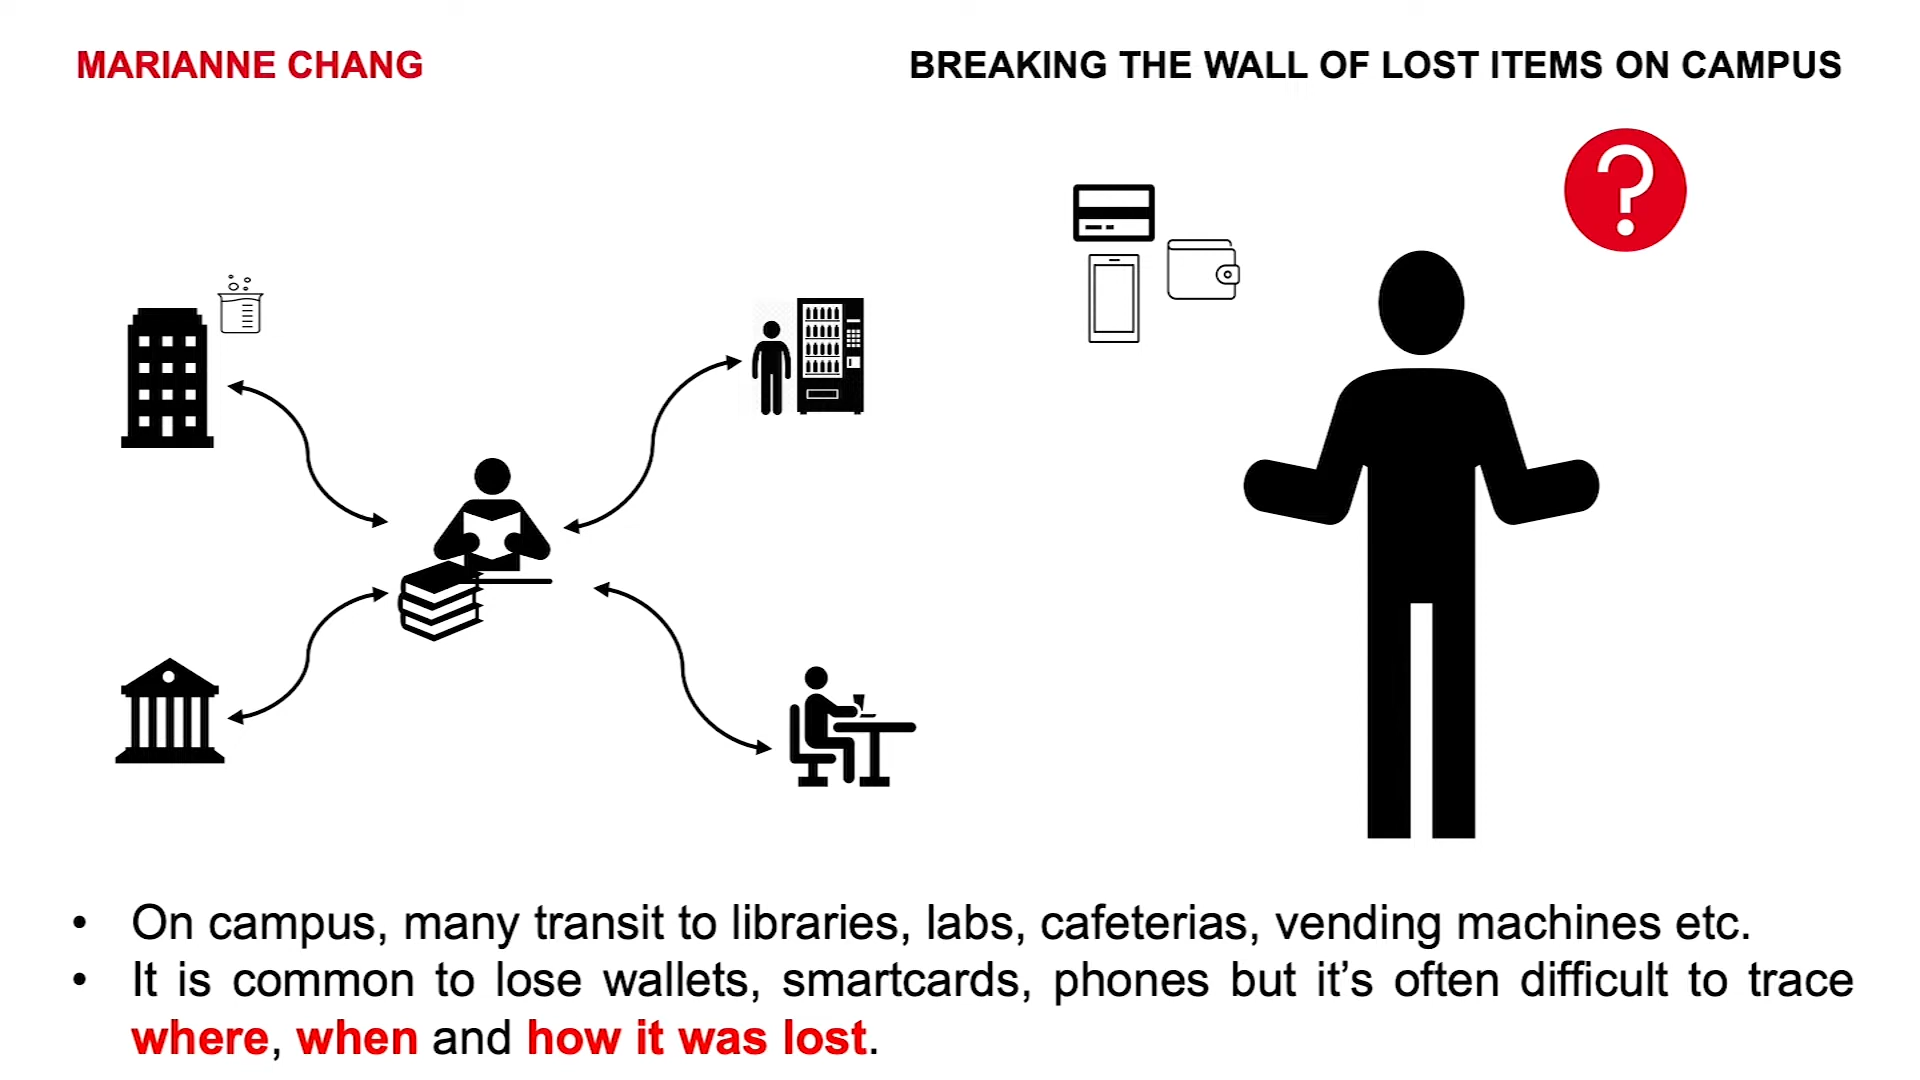 MARIANNE CHANG
BREAKING THE WALL OF LOST ITEMS ON CAMPUS
?
• On campus, many transit to libraries, labs, cafeterias, vending machines etc.
• It is common to lose wallets, smartcards, phones but it’s often difficult to trace
where, when and how it was lost.